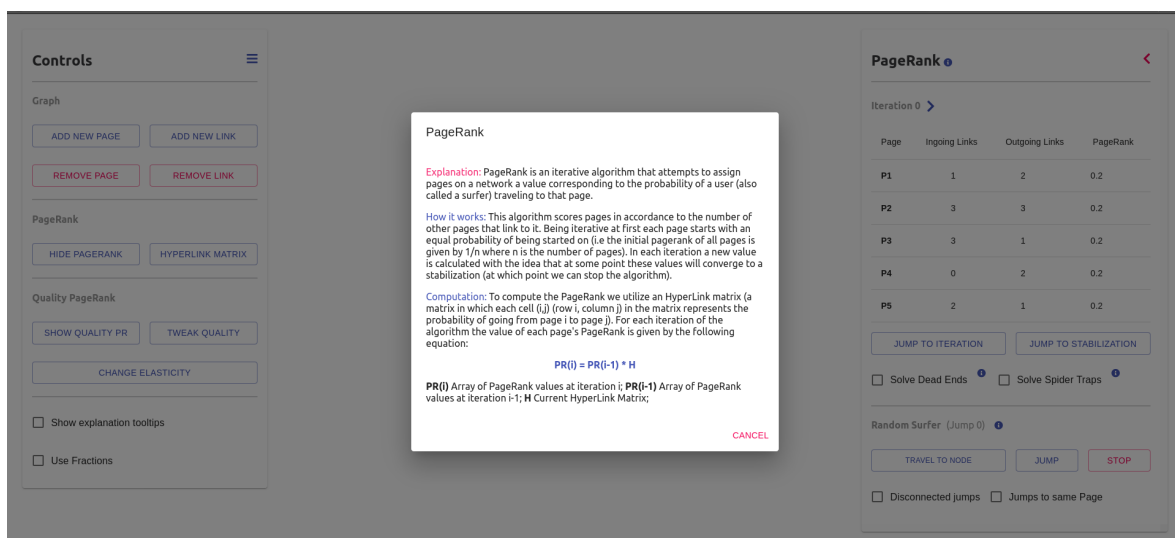 Controls
Graph
ADD NEW PAGE ADD NEW LINK
REMOVE PAGE REMOVE LINK
PageRank
HIDE PAGERANK HYPERLINK MATRIX
Quality PageRank
SHOW QUALITY PR TWEAK QUALITY
CHANGE ELASTICITY
Show explanation tooltips
Use Fractions
PageRank
Explanation: PageRank is an iterative algorithm that attempts to assign
pages on a network a value corresponding to the probability of a user (also
called a surfer) traveling to that page.
How it works: This algorithm scores pages in accordance to the number of
other pages that link to it. Being iterative at first each page starts with an
equal probability of being started on (i.e the initial pagerank of all pages is
given by 1/n where n is the number of pages). In each iteration a new value
is calculated with the idea that at some point these values will converge to a
stabilization (at which point we can stop the algorithm).
Computation: To compute the PageRank we utilize an HyperLink matrix (a
matrix in which each cell (i,j) (row i, column j) in the matrix represents the
probability of going from page i to page j). For each iteration of the
algorithm the value of each page's PageRank is given by the following
equation:
PR(i) = PR(i-1) * H
PR(i) Array of PageRank values at iteration i; PR(i-1) Array of PageRank
values at iteration i-1; H Current HyperLink Matrix;
CANCEL
PageRank
Iteration 0
Page Ingoing Links Outgoing Links PageRank
P1 1 2 0.2
P2 3 3 0.2
P3 3 1 0.2
P4 0 2 0.2
P5 2 1 0.2
JUMP TO ITERATION JUMP TO STABILIZATION
Solve Dead Ends Solve Spider Traps
Random Surfer (Jump 0)
TRAVEL TO NODE JUMP STOP
Disconnected jumps Jumps to same Page